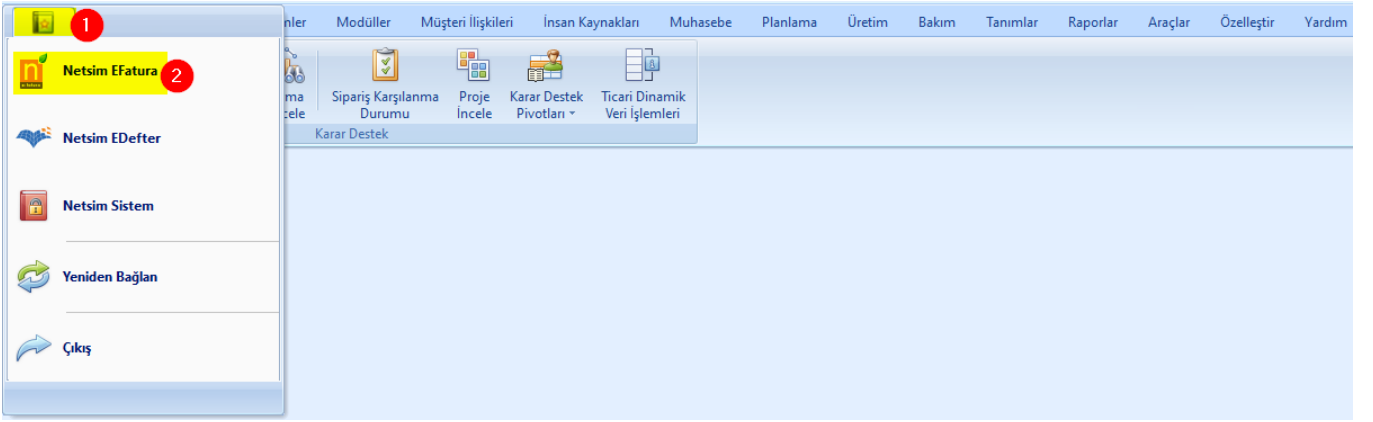 1
nler Modüller Müşteri İlişkileri İnsan Kaynakları Muhasebe Planlama Üretim Bakım Tanımlar Raporlar Araçlar Özelleştir Yardım
Netsim EFatura
2
ma Sipariş Karşılanma Proje Karar Destek Ticari Dinamik
cele Durumu İncele Pivotları Veri İşlemleri
Karar Destek
Netsim EDefter
Netsim Sistem
Yeniden Bağlan
Çıkış